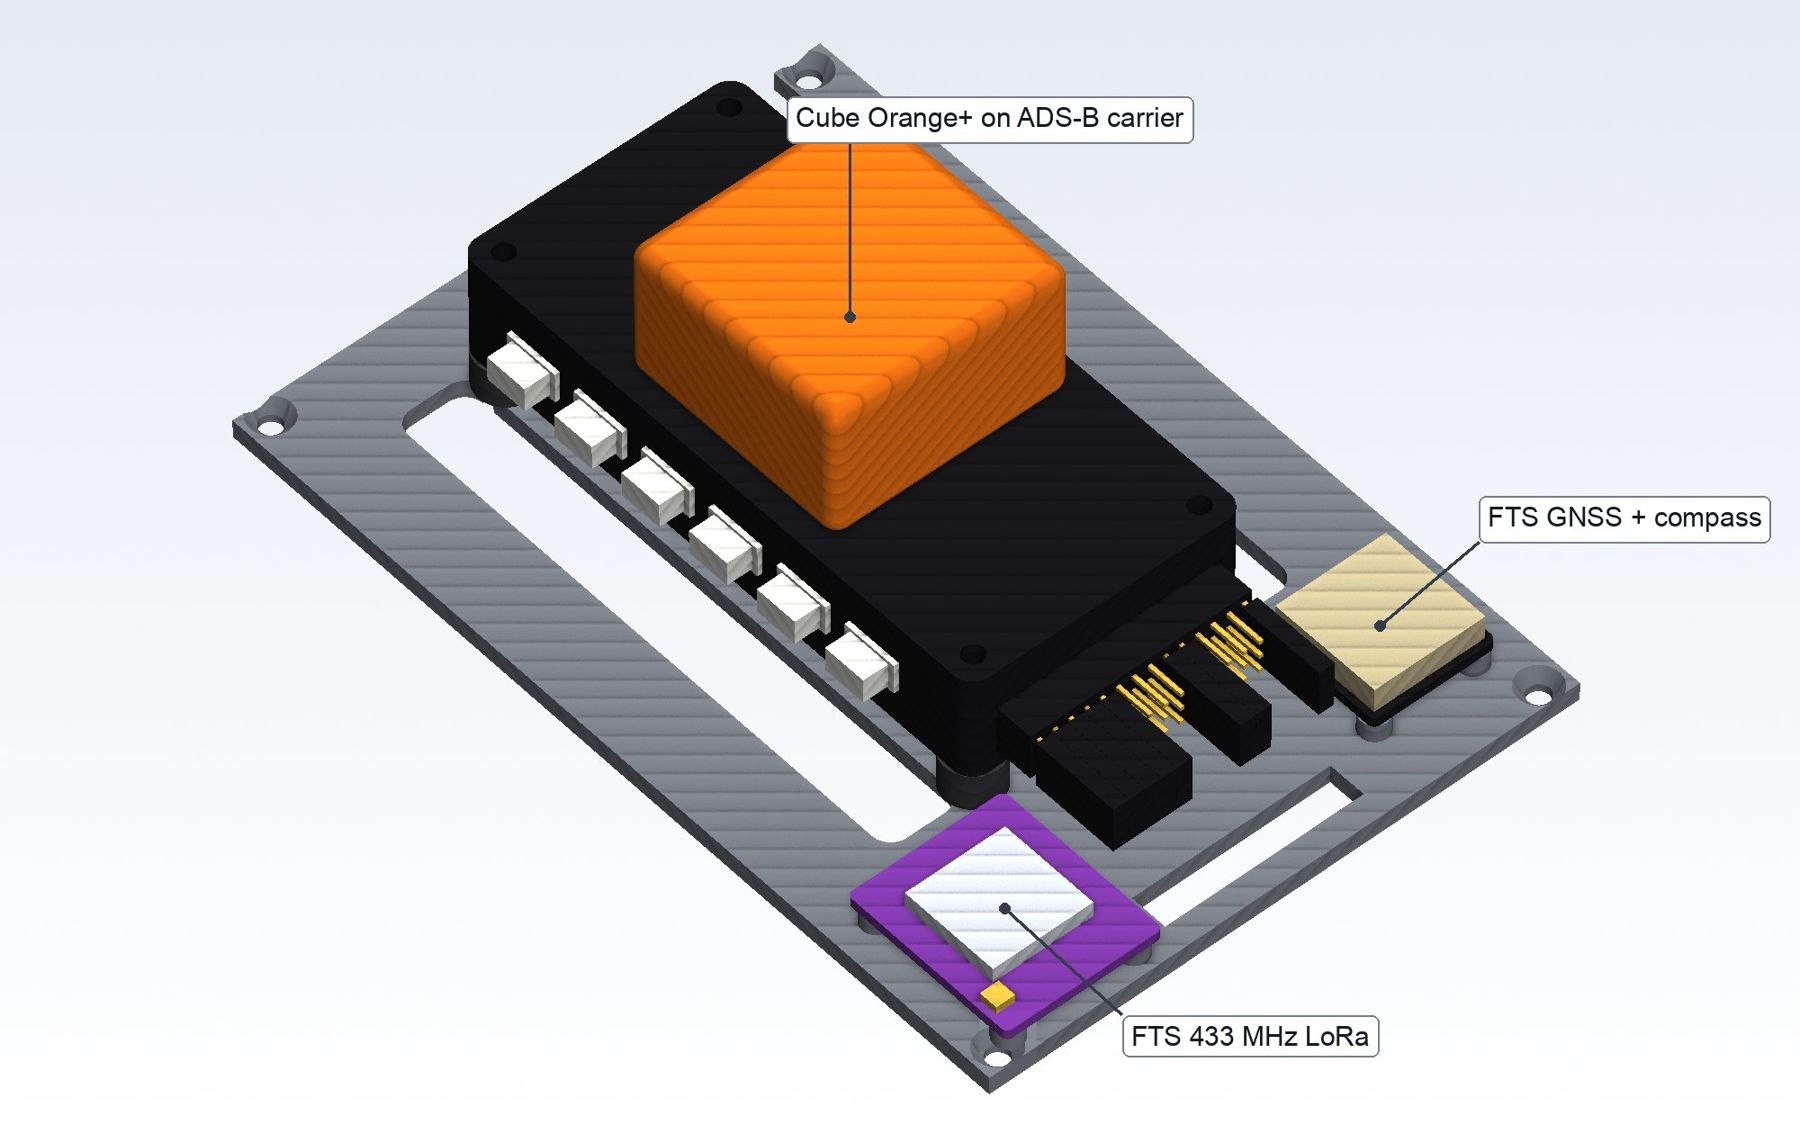 Cube Orange+ on ADS-B carrier
FTS GNSS + compass
FTS 433 MHz LoRa